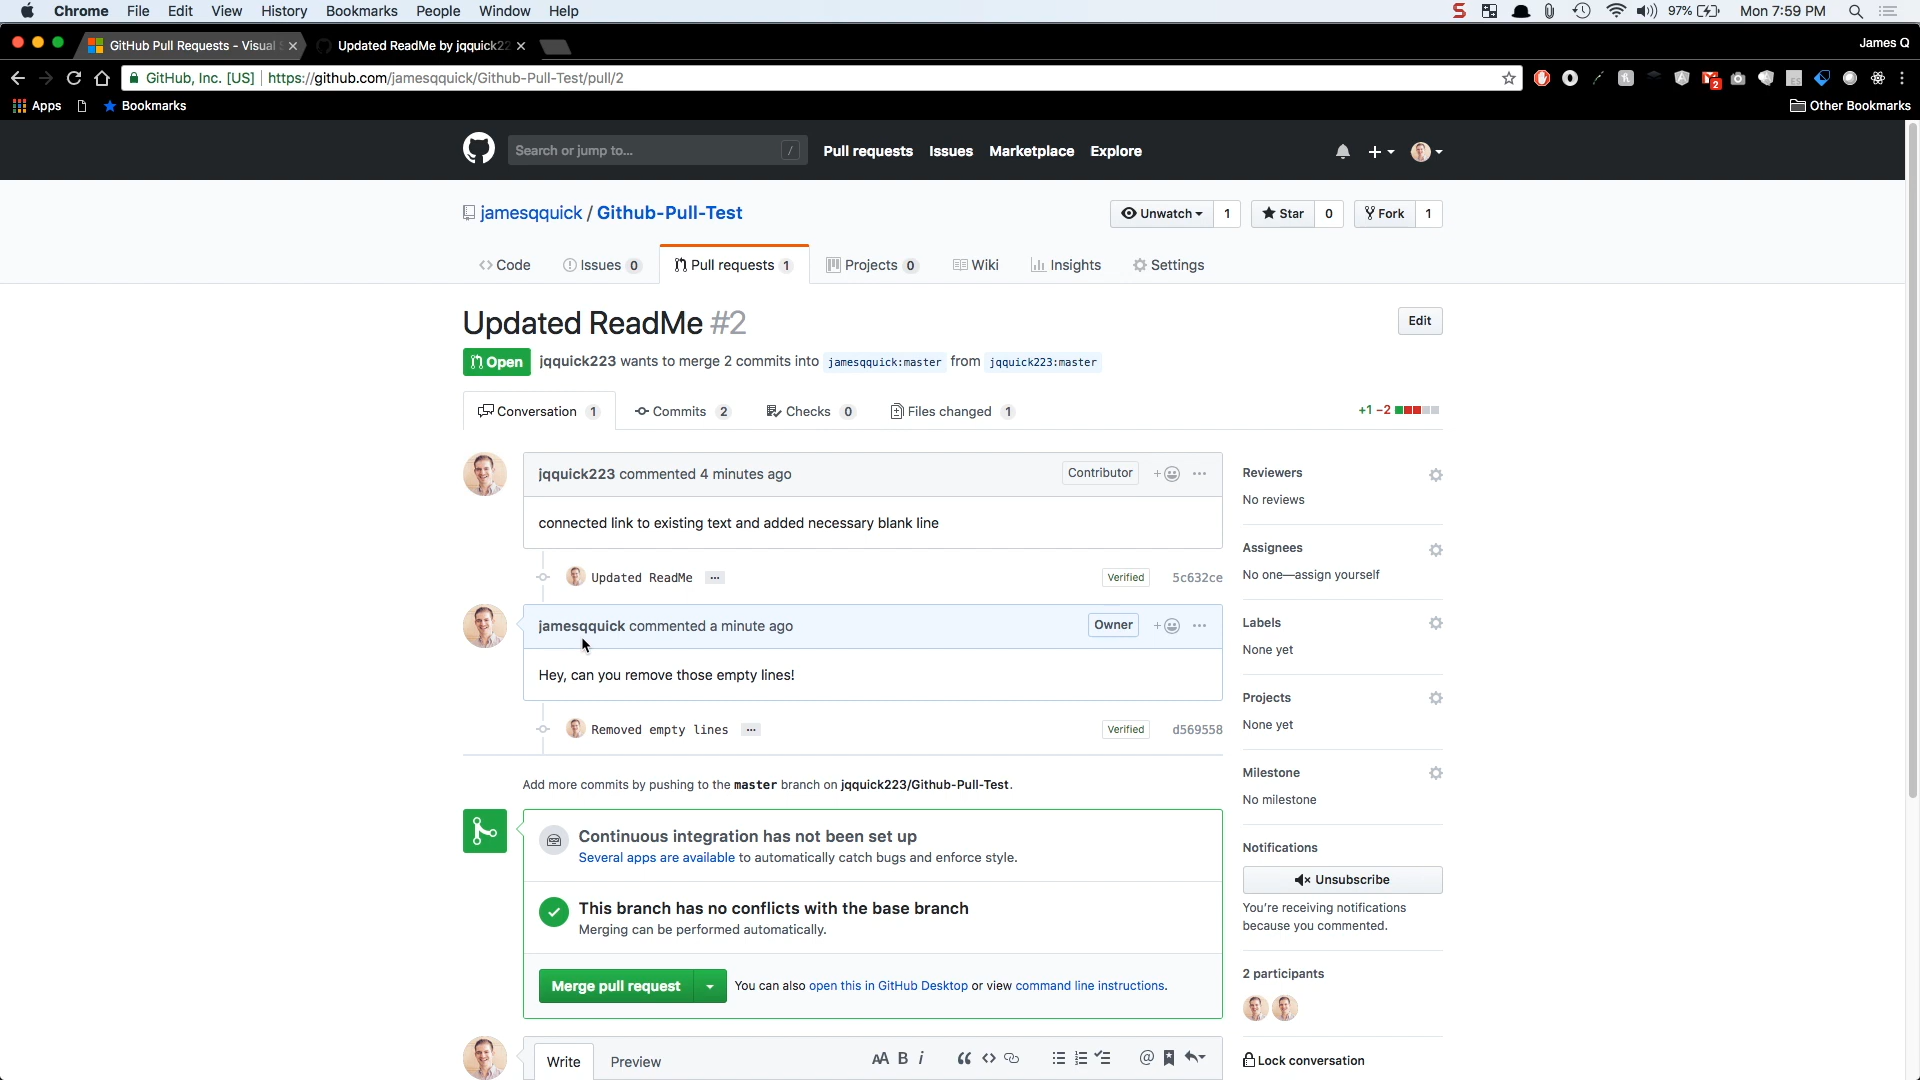 Chrome File Edit View History Bookmarks People Window Help 97% Mon 7:59 PM
GitHub Pull Requests - Visual Updated ReadMe by jqquick22 James Q
GitHub, Inc. [US] https://github.com/jamesqquick/Github-Pull-Test/pull/2 2
Apps Bookmarks Other Bookmarks
Search or jump to... / Pull requests Issues Marketplace Explore
jamesqquick / Github-Pull-Test Unwatch 1 Star 0 Fork 1
Code Issues 0 Pull requests 1 Projects 0 Wiki Insights Settings
Updated ReadMe #2 Edit
Open jqquick223 wants to merge 2 commits into jamesqquick:master from jqquick223:master
Conversation 1 Commits 2 Checks 0 Files changed 1 +1 −2
jqquick223 commented 4 minutes ago Contributor
connected link to existing text and added necessary blank line
Updated ReadMe ... Verified 5c632ce
jamesqquick commented a minute ago Owner
Hey, can you remove those empty lines!
Removed empty lines ... Verified d569558
Add more commits by pushing to the master branch on jqquick223/Github-Pull-Test.
Continuous integration has not been set up
Several apps are available to automatically catch bugs and enforce style.
This branch has no conflicts with the base branch
Merging can be performed automatically.
Merge pull request You can also open this in GitHub Desktop or view command line instructions.
Write Preview AA B i @
Reviewers
No reviews
Assignees
No one—assign yourself
Labels
None yet
Projects
None yet
Milestone
No milestone
Notifications
Unsubscribe
You're receiving notifications
because you commented.
2 participants
Lock conversation